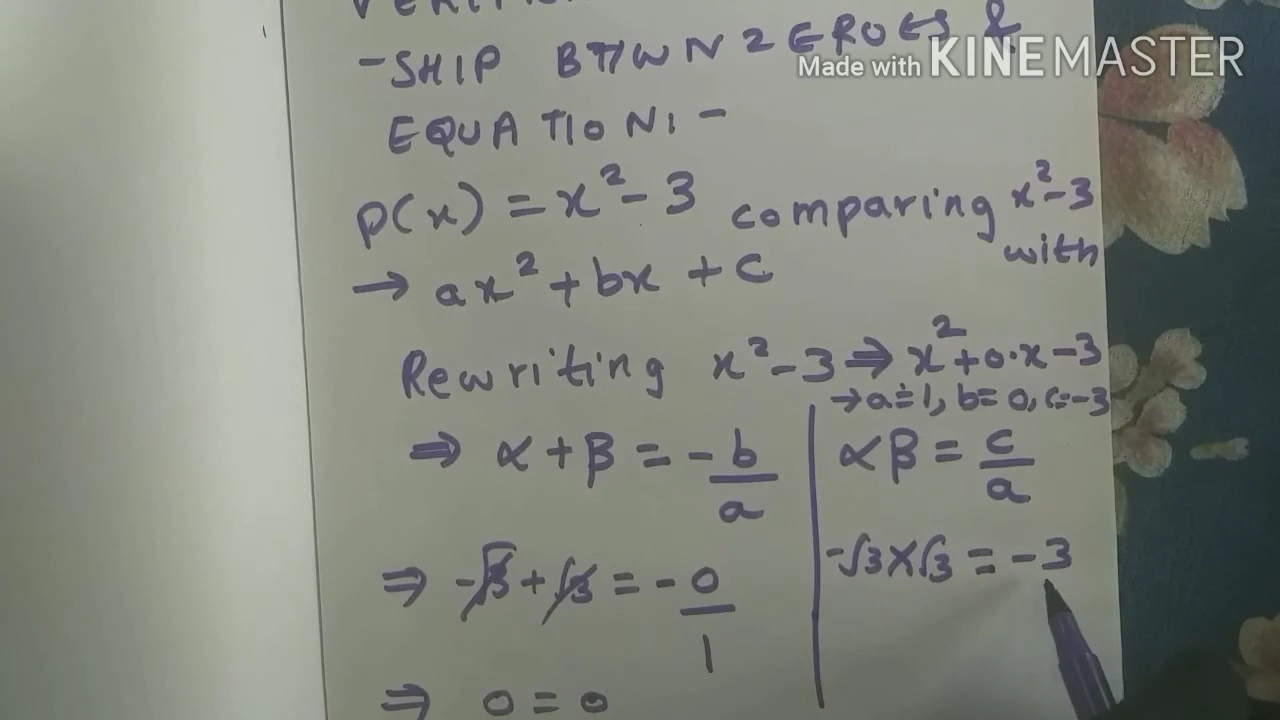 -SHIP BTWN ZEROES &
Made with KINEMASTER
EQUATION: -
p(x) = x² - 3 comparing x² - 3
with
→ ax² + bx + c
Rewriting x² - 3 ⇒ x² + 0·x - 3
→ a = 1, b = 0, c = -3
⇒ α + β = -b/a
αβ = c/a
⇒ -√3 + √3 = -0/1
-√3 × √3 = -3
⇒ 0 = 0